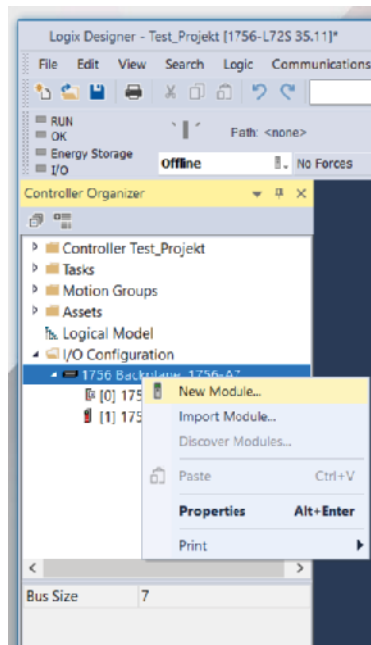 Logix Designer - Test_Projekt [1756-L72S 35.11]*
File Edit View Search Logic Communications
RUN
OK
Energy Storage
I/O
Path: <none>
Offline
No Forces
Controller Organizer
Controller Test_Projekt
Tasks
Motion Groups
Assets
Logical Model
I/O Configuration
1756 Backplane, 1756-A7
[0] 175
[1] 175
New Module...
Import Module...
Discover Modules...
Paste Ctrl+V
Properties Alt+Enter
Print
Bus Size 7